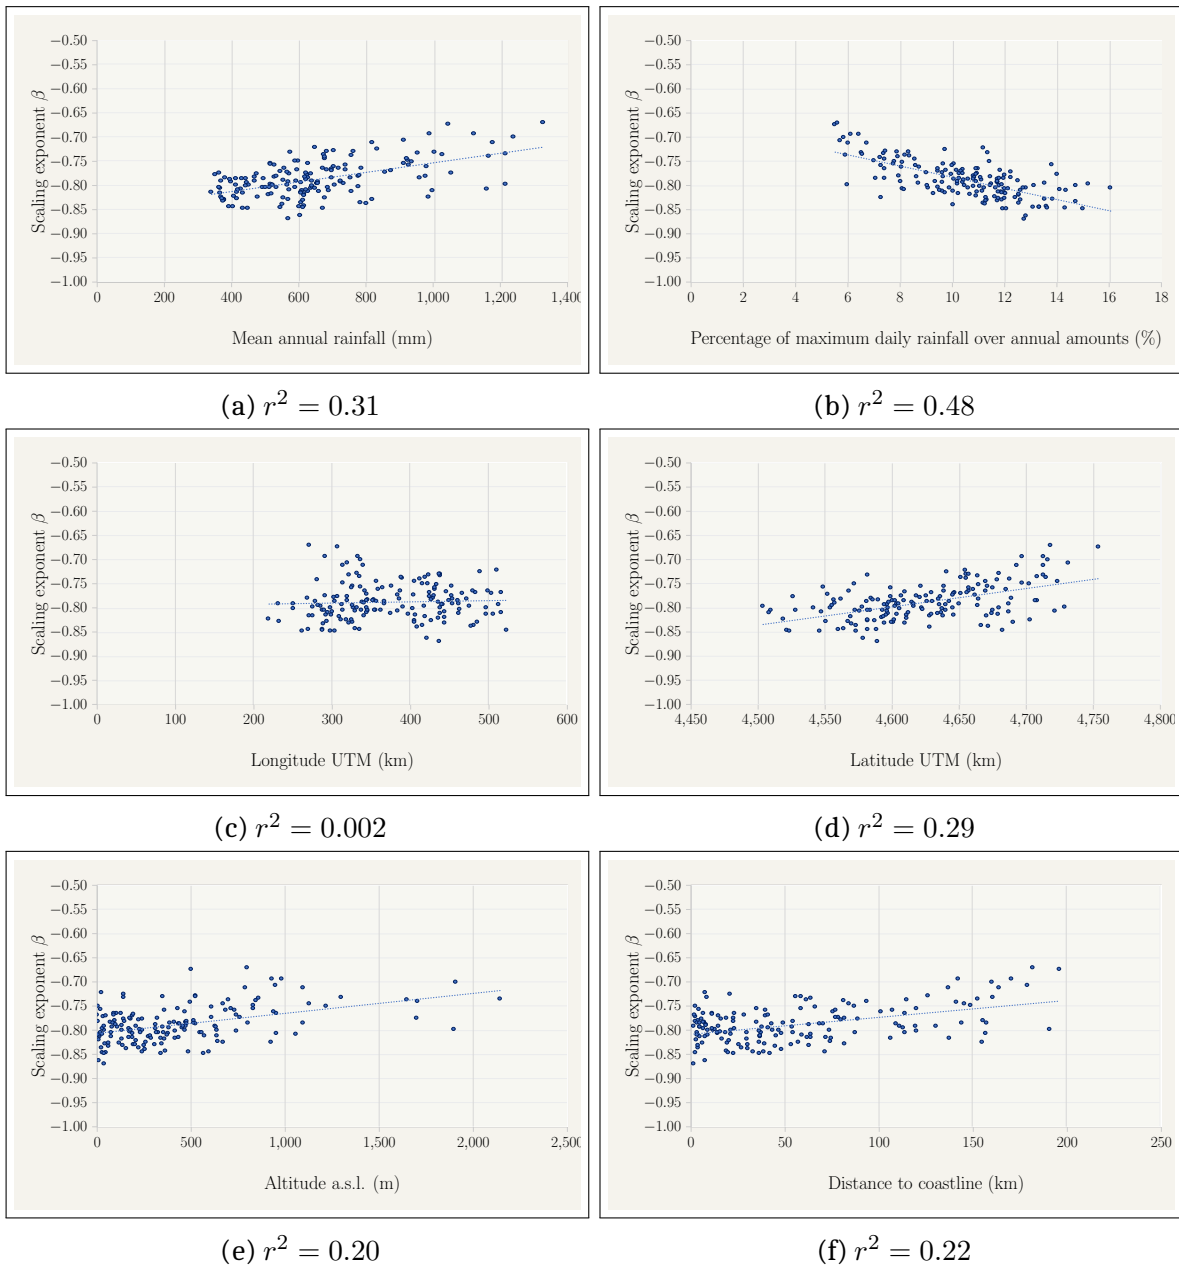 −0.50
−0.55
−0.60
−0.65
−0.70
−0.75
−0.80
−0.85
−0.90
−0.95
−1.00
Scaling exponent β
0 200 400 600 800 1,000 1,200 1,400
Mean annual rainfall (mm)
(a) r² = 0.31
−0.50
−0.55
−0.60
−0.65
−0.70
−0.75
−0.80
−0.85
−0.90
−0.95
−1.00
Scaling exponent β
0 2 4 6 8 10 12 14 16 18
Percentage of maximum daily rainfall over annual amounts (%)
(b) r² = 0.48
−0.50
−0.55
−0.60
−0.65
−0.70
−0.75
−0.80
−0.85
−0.90
−0.95
−1.00
Scaling exponent β
0 100 200 300 400 500 600
Longitude UTM (km)
(c) r² = 0.002
−0.50
−0.55
−0.60
−0.65
−0.70
−0.75
−0.80
−0.85
−0.90
−0.95
−1.00
Scaling exponent β
4,450 4,500 4,550 4,600 4,650 4,700 4,750 4,800
Latitude UTM (km)
(d) r² = 0.29
−0.50
−0.55
−0.60
−0.65
−0.70
−0.75
−0.80
−0.85
−0.90
−0.95
−1.00
Scaling exponent β
0 500 1,000 1,500 2,000 2,500
Altitude a.s.l. (m)
(e) r² = 0.20
−0.50
−0.55
−0.60
−0.65
−0.70
−0.75
−0.80
−0.85
−0.90
−0.95
−1.00
Scaling exponent β
0 50 100 150 200 250
Distance to coastline (km)
(f) r² = 0.22